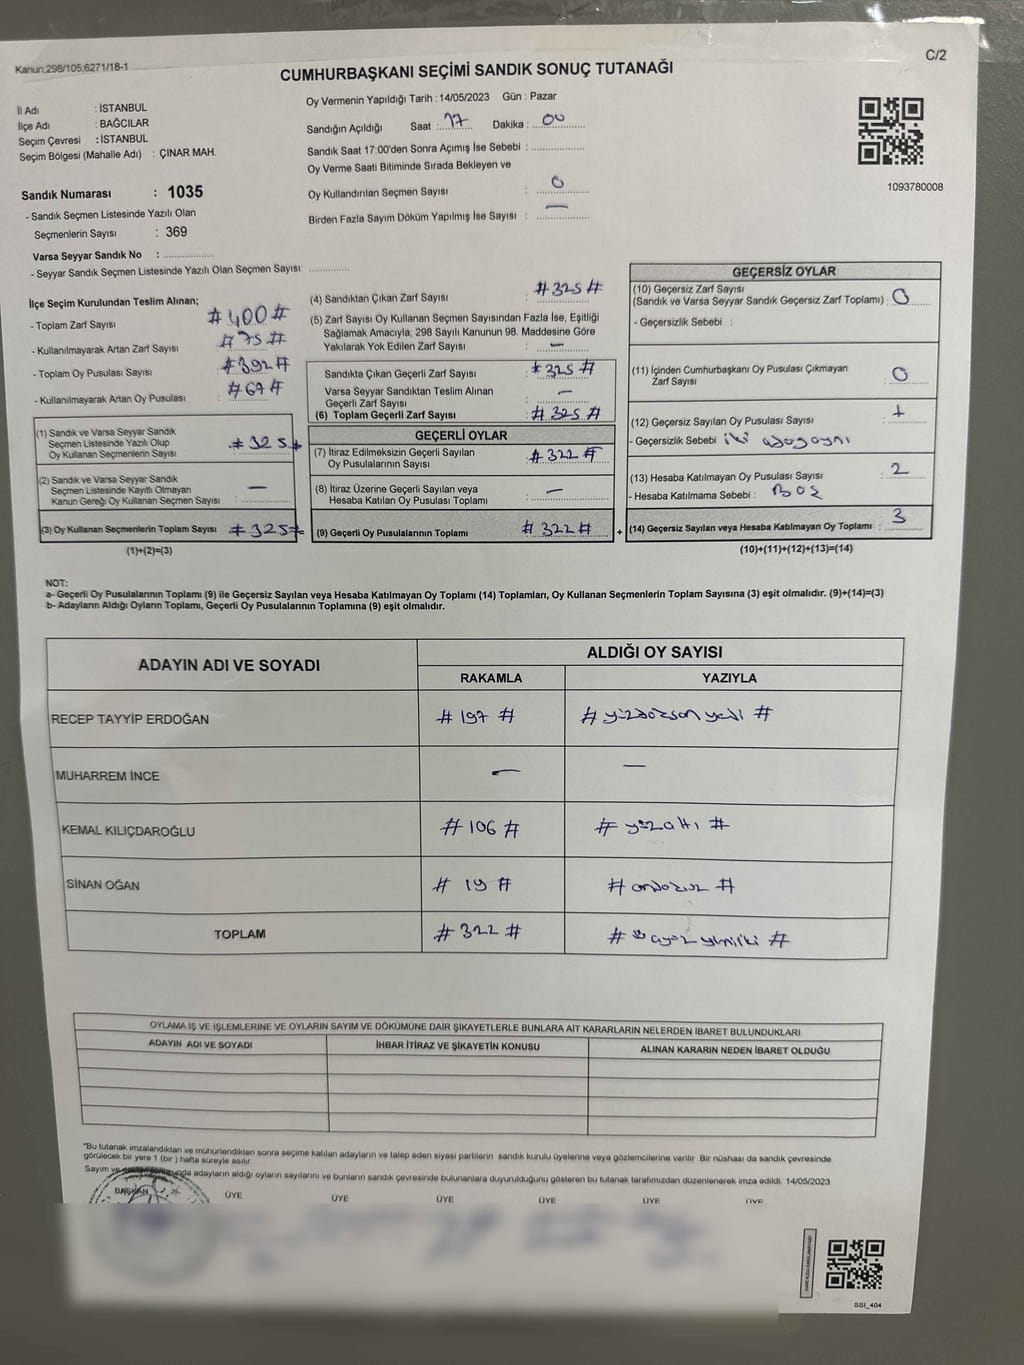 Kanun;298/105;6271/18-1
C/2
CUMHURBAŞKANI SEÇİMİ SANDIK SONUÇ TUTANAĞI
İl Adı : İSTANBUL
İlçe Adı : BAĞCILAR
Seçim Çevresi : İSTANBUL
Seçim Bölgesi (Mahalle Adı) : ÇINAR MAH.
Sandık Numarası : 1035
- Sandık Seçmen Listesinde Yazılı Olan
Seçmenlerin Sayısı : 369
Varsa Seyyar Sandık No :
- Seyyar Sandık Seçmen Listesinde Yazılı Olan Seçmen Sayısı:
Oy Vermenin Yapıldığı Tarih : 14/05/2023 Gün : Pazar
Sandığın Açıldığı Saat : 17 Dakika : 00
Sandık Saat 17:00'den Sonra Açımış İse Sebebi :
Oy Verme Saati Bitiminde Sırada Bekleyen ve
Oy Kullandırılan Seçmen Sayısı : 0
Birden Fazla Sayım Döküm Yapılmış İse Sayısı : —
1093780008
İlçe Seçim Kurulundan Teslim Alınan;
- Toplam Zarf Sayısı # 400 #
- Kullanılmayarak Artan Zarf Sayısı # 75 #
- Toplam Oy Pusulası Sayısı # 392 #
- Kullanılmayarak Artan Oy Pusulası # 67 #
(1) Sandık ve Varsa Seyyar Sandık
Seçmen Listesinde Yazılı Olup
Oy Kullanan Seçmenlerin Sayısı # 325 #
(2) Sandık ve Varsa Seyyar Sandık
Seçmen Listesinde Kayıtlı Olmayan
Kanun Gereği Oy Kullanan Seçmen Sayısı : —
(3) Oy Kullanan Seçmenlerin Toplam Sayısı # 325 #
(1)+(2)=(3)
(4) Sandıktan Çıkan Zarf Sayısı : # 325 #
(5) Zarf Sayısı Oy Kullanan Seçmen Sayısından Fazla İse, Eşitliği
Sağlamak Amacıyla; 298 Sayılı Kanunun 98. Maddesine Göre
Yakılarak Yok Edilen Zarf Sayısı : —
Sandıkta Çıkan Geçerli Zarf Sayısı : # 325 #
Varsa Seyyar Sandıktan Teslim Alınan
Geçerli Zarf Sayısı : —
(6) Toplam Geçerli Zarf Sayısı : # 325 #
GEÇERLİ OYLAR
(7) İtiraz Edilmeksizin Geçerli Sayılan
Oy Pusulalarının Sayısı : # 322 #
(8) İtiraz Üzerine Geçerli Sayılan veya
Hesaba Katılan Oy Pusulası Toplamı : —
(9) Geçerli Oy Pusulalarının Toplamı : # 322 #
GEÇERSİZ OYLAR
(10) Geçersiz Zarf Sayısı
(Sandık ve Varsa Seyyar Sandık Geçersiz Zarf Toplamı) : 0
- Geçersizlik Sebebi :
(11) İçinden Cumhurbaşkanı Oy Pusulası Çıkmayan
Zarf Sayısı : 0
(12) Geçersiz Sayılan Oy Pusulası Sayısı : 1
- Geçersizlik Sebebi : iki
(13) Hesaba Katılmayan Oy Pusulası Sayısı : 2
- Hesaba Katılmama Sebebi : Boş
(14) Geçersiz Sayılan veya Hesaba Katılmayan Oy Toplamı : 3
(10)+(11)+(12)+(13)=(14)
NOT:
a- Geçerli Oy Pusulalarının Toplamı (9) ile Geçersiz Sayılan veya Hesaba Katılmayan Oy Toplamı (14) Toplamları, Oy Kullanan Seçmenlerin Toplam Sayısına (3) eşit olmalıdır. (9)+(14)=(3)
b- Adayların Aldığı Oyların Toplamı, Geçerli Oy Pusulalarının Toplamına (9) eşit olmalıdır.
ADAYIN ADI VE SOYADI
ALDIĞI OY SAYISI
RAKAMLA YAZIYLA
RECEP TAYYİP ERDOĞAN # 197 # # yüzdoksan yedi #
MUHARREM İNCE — —
KEMAL KILIÇDAROĞLU # 106 # # yüzaltı #
SİNAN OĞAN # 19 # # ondokuz #
TOPLAM # 322 # # üçyüz yirmiiki #
OYLAMA İŞ VE İŞLEMLERİNE VE OYLARIN SAYIM VE DÖKÜMÜNE DAİR ŞİKAYETLERLE BUNLARA AİT KARARLARIN NELERDEN İBARET BULUNDUKLARI
ADAYIN ADI VE SOYADI İHBAR İTİRAZ VE ŞİKAYETİN KONUSU ALINAN KARARIN NEDEN İBARET OLDUĞU
*Bu tutanak imzalandıktan ve mühürlendikten sonra seçime katılan adayların ve talep eden siyasi partilerin sandık kurulu üyelerine veya gözlemcilerine verilir. Bir nüshası da sandık çevresinde
görülecek bir yere 1 (bir ) hafta süreyle asılır.
Sayım ve adayların aldığı oyların sayılarını ve bunların sandık çevresinde bulunanlara duyurulduğunu gösteren bu tutanak tarafımızdan düzenlenerek imza edildi. 14/05/2023
BAŞKAN ÜYE ÜYE ÜYE ÜYE ÜYE ÜYE
SSI_404